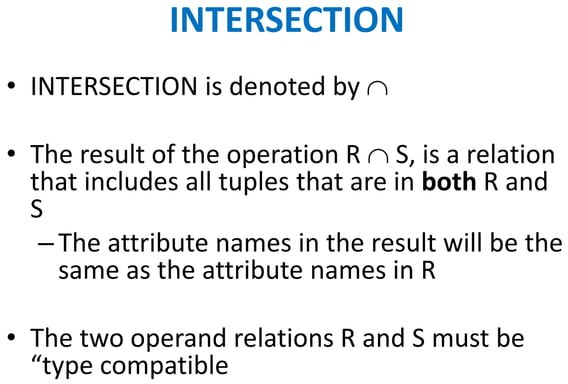 INTERSECTION
• INTERSECTION is denoted by ∩
• The result of the operation R ∩ S, is a relation
that includes all tuples that are in both R and
S
– The attribute names in the result will be the
same as the attribute names in R
• The two operand relations R and S must be
“type compatible